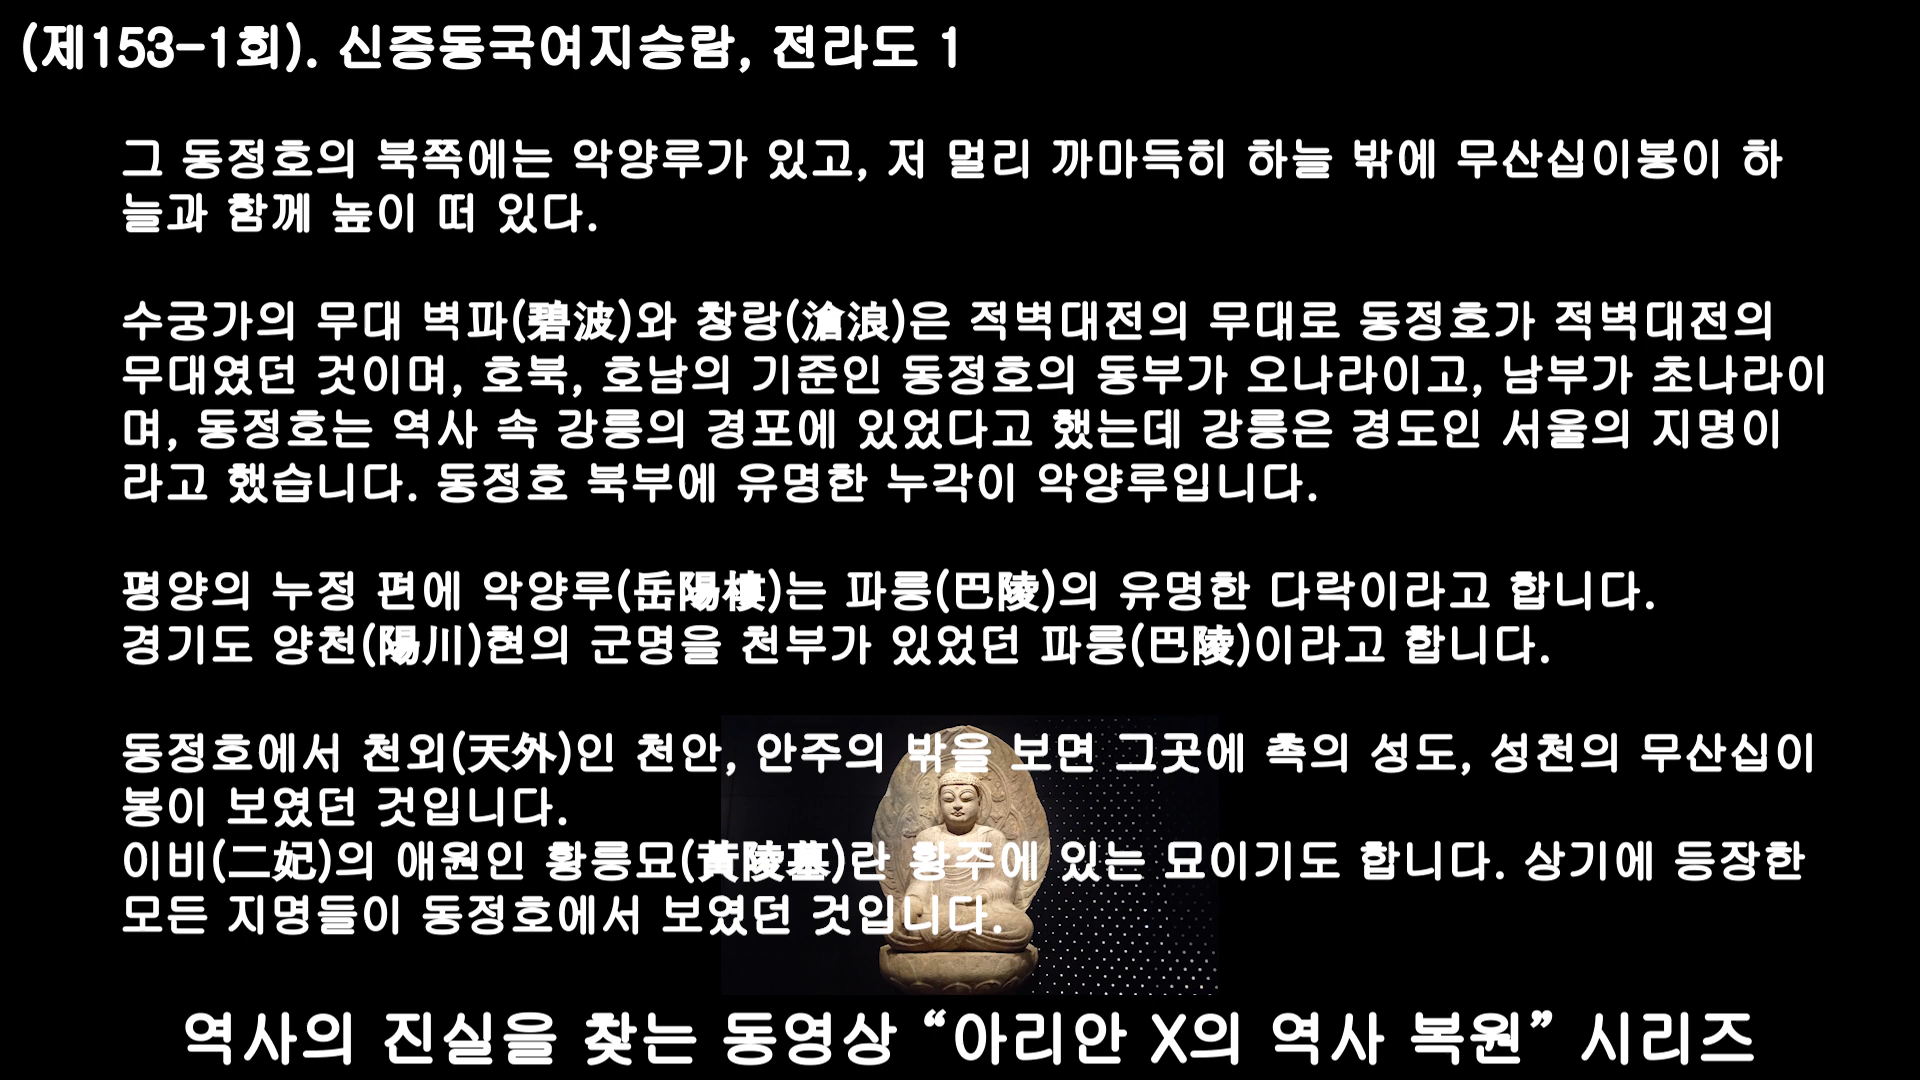 (제153-1회). 신증동국여지승람, 전라도 1
그 동정호의 북쪽에는 악양루가 있고, 저 멀리 까마득히 하늘 밖에 무산십이봉이 하
늘과 함께 높이 떠 있다.
수궁가의 무대 벽파(碧波)와 창랑(滄浪)은 적벽대전의 무대로 동정호가 적벽대전의
무대였던 것이며, 호북, 호남의 기준인 동정호의 동부가 오나라이고, 남부가 초나라이
며, 동정호는 역사 속 강릉의 경포에 있었다고 했는데 강릉은 경도인 서울의 지명이
라고 했습니다. 동정호 북부에 유명한 누각이 악양루입니다.
평양의 누정 편에 악양루(岳陽樓)는 파릉(巴陵)의 유명한 다락이라고 합니다.
경기도 양천(陽川)현의 군명을 천부가 있었던 파릉(巴陵)이라고 합니다.
동정호에서 천외(天外)인 천안, 안주의 밖을 보면 그곳에 촉의 성도, 성천의 무산십이
봉이 보였던 것입니다.
이비(二妃)의 애원인 황릉묘(黃陵墓)란 황주에 있는 묘이기도 합니다. 상기에 등장한
모든 지명들이 동정호에서 보였던 것입니다.
역사의 진실을 찾는 동영상 “아리안 X의 역사 복원” 시리즈